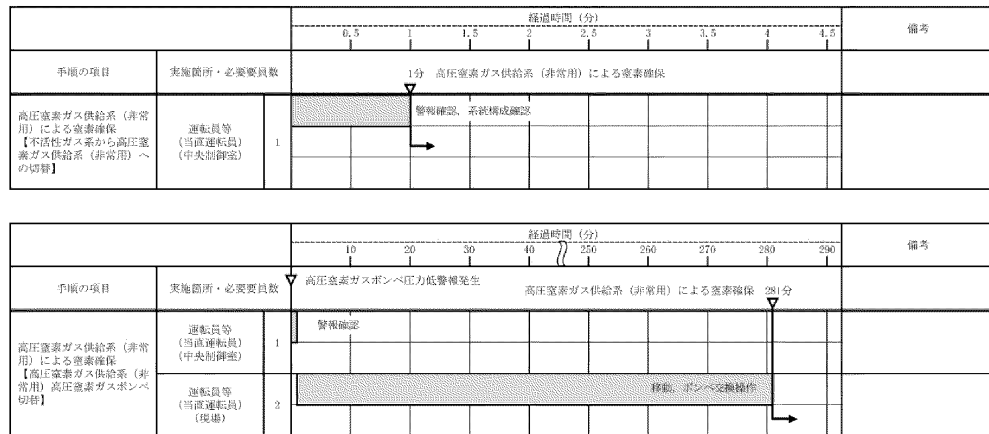 経過時間（分）
備考
0.5 1 1.5 2 2.5 3 3.5 4 4.5
手順の項目
実施箇所・必要要員数
1分 高圧窒素ガス供給系（非常用）による窒素確保
高圧窒素ガス供給系（非常
用）による窒素確保
【不活性ガス系から高圧窒
素ガス供給系（非常用）へ
の切替】
運転員等
（当直運転員）
（中央制御室）
1
警報確認，系統構成確認
経過時間（分）
備考
10 20 30 40 250 260 270 280 290
手順の項目
実施箇所・必要要員数
高圧窒素ガスボンベ圧力低警報発生
高圧窒素ガス供給系（非常用）による窒素確保 281分
高圧窒素ガス供給系（非常
用）による窒素確保
【高圧窒素ガス供給系（非
常用）高圧窒素ガスボンベ
切替】
運転員等
（当直運転員）
（中央制御室）
1
警報確認
運転員等
（当直運転員）
（現場）
2
移動，ボンベ交換操作